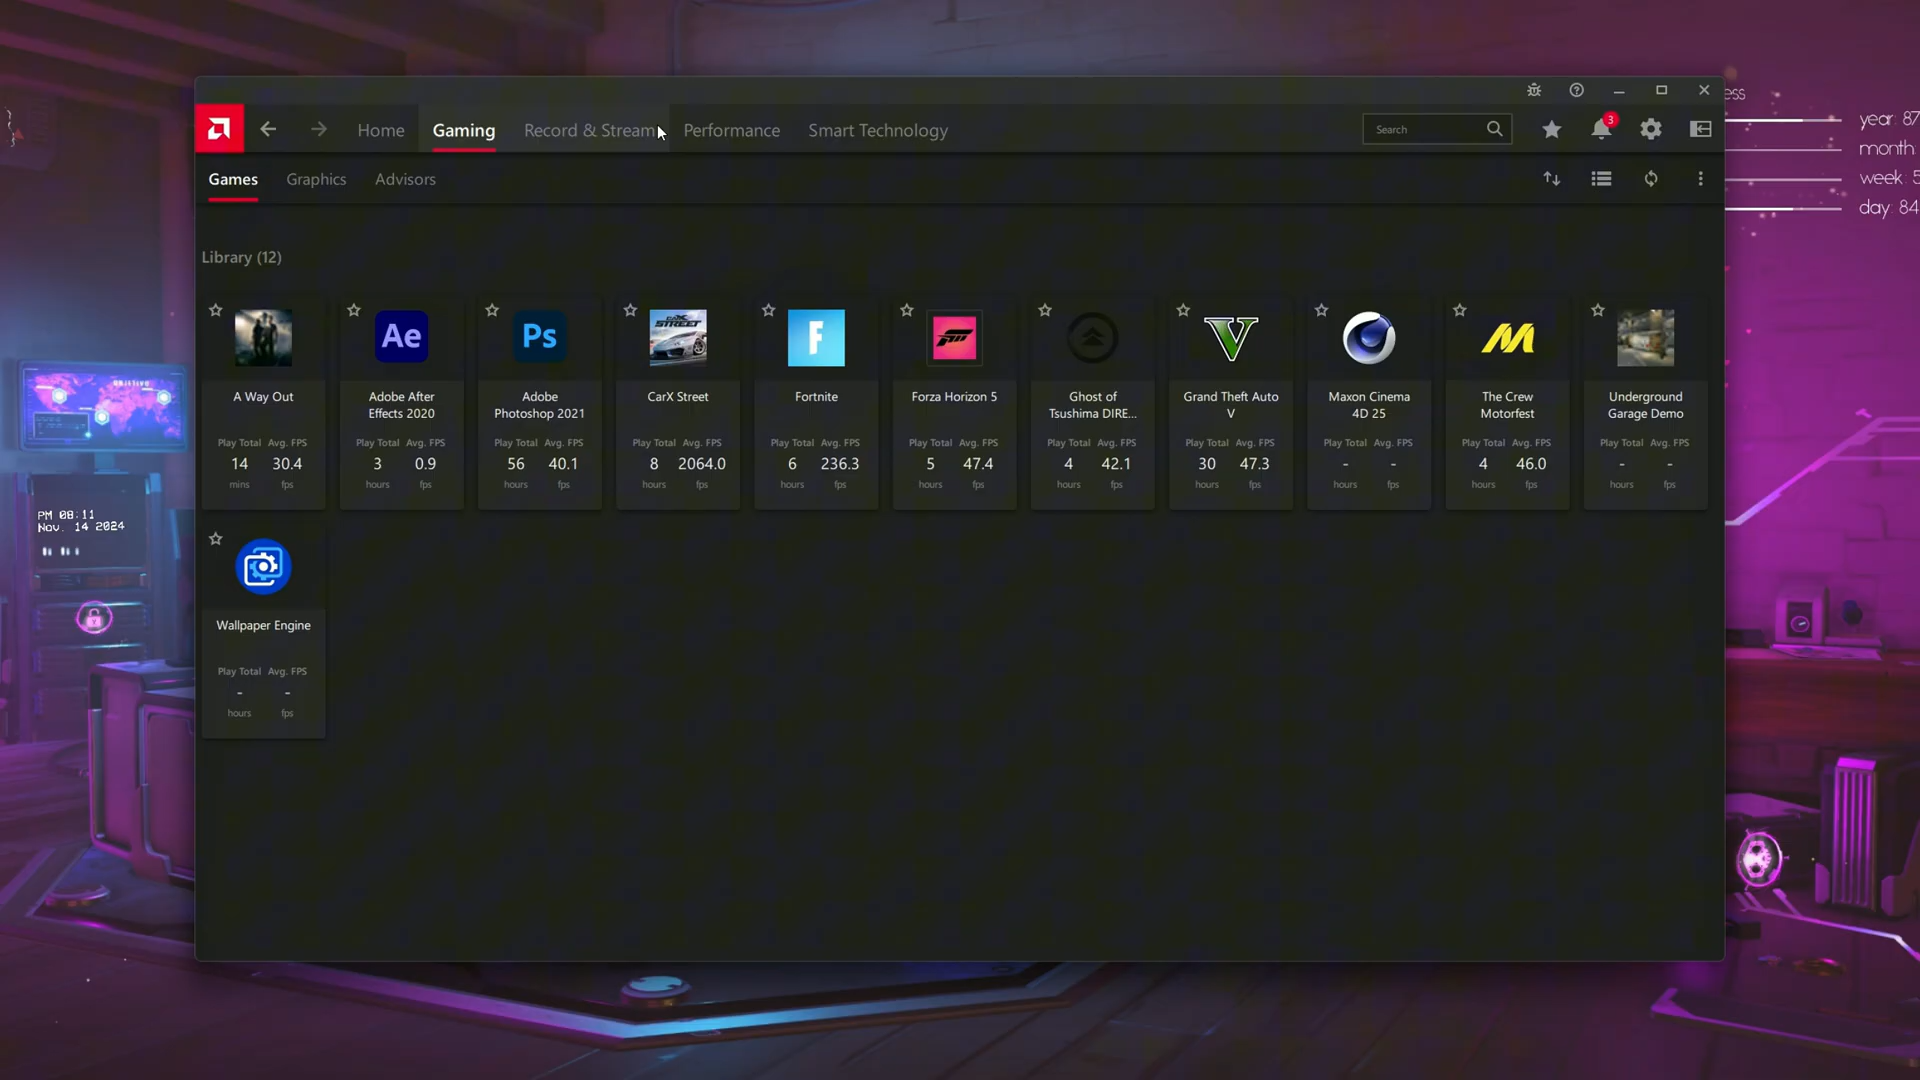 ess
year: 87
month:
week: 5
day: 84
Home
Gaming
Record & Stream
Performance
Smart Technology
Search
3
Games
Graphics
Advisors
Library (12)
A Way Out
Play Total Avg. FPS
14 30.4
mins fps
Ae
Adobe After
Effects 2020
Play Total Avg. FPS
3 0.9
hours fps
Ps
Adobe
Photoshop 2021
Play Total Avg. FPS
56 40.1
hours fps
STREET
CarX Street
Play Total Avg. FPS
8 2064.0
hours fps
F
Fortnite
Play Total Avg. FPS
6 236.3
hours fps
Forza Horizon 5
Play Total Avg. FPS
5 47.4
hours fps
Ghost of
Tsushima DIRE...
Play Total Avg. FPS
4 42.1
hours fps
V
Grand Theft Auto
V
Play Total Avg. FPS
30 47.3
hours fps
Maxon Cinema
4D 25
Play Total Avg. FPS
- -
hours fps
The Crew
Motorfest
Play Total Avg. FPS
4 46.0
hours fps
Underground
Garage Demo
Play Total Avg. FPS
- -
hours fps
Wallpaper Engine
Play Total Avg. FPS
- -
hours fps
PM 08:11
Nov. 14 2024